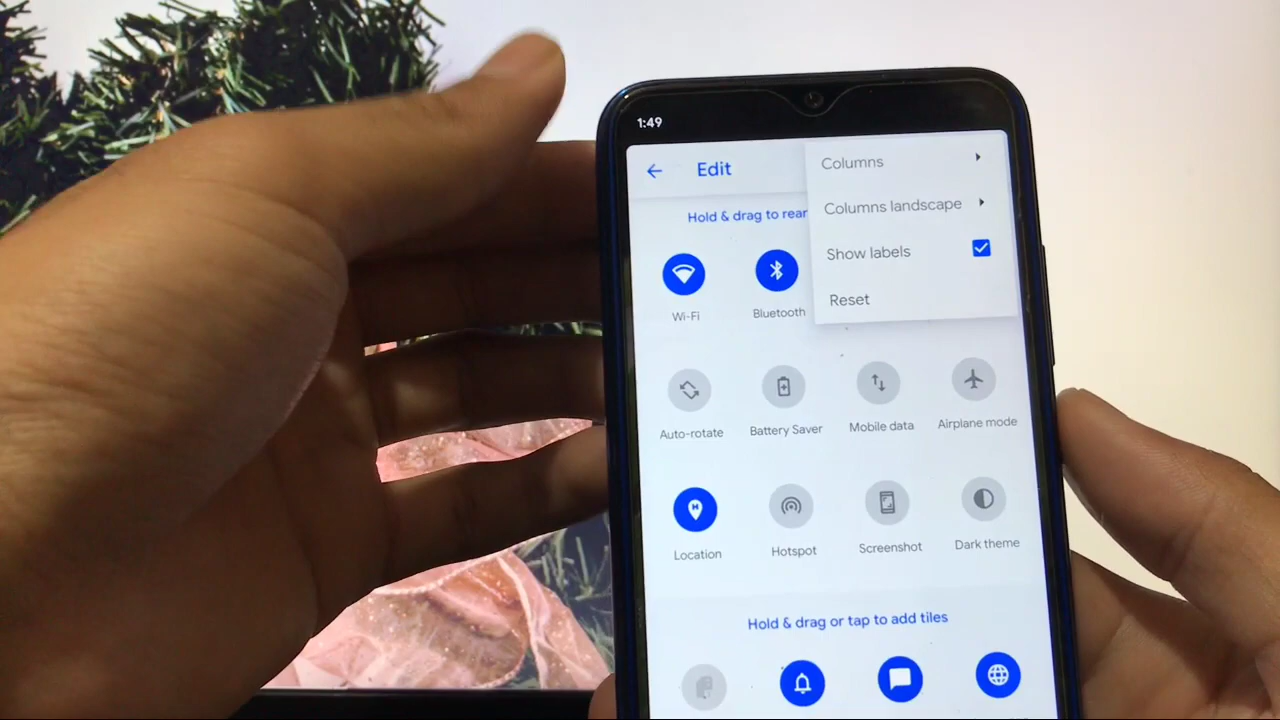 1:49
Edit
Columns
Hold & drag to rear
Columns landscape
Show labels
Reset
Wi-Fi
Bluetooth
Auto-rotate
Battery Saver
Mobile data
Airplane mode
Location
Hotspot
Screenshot
Dark theme
Hold & drag or tap to add tiles